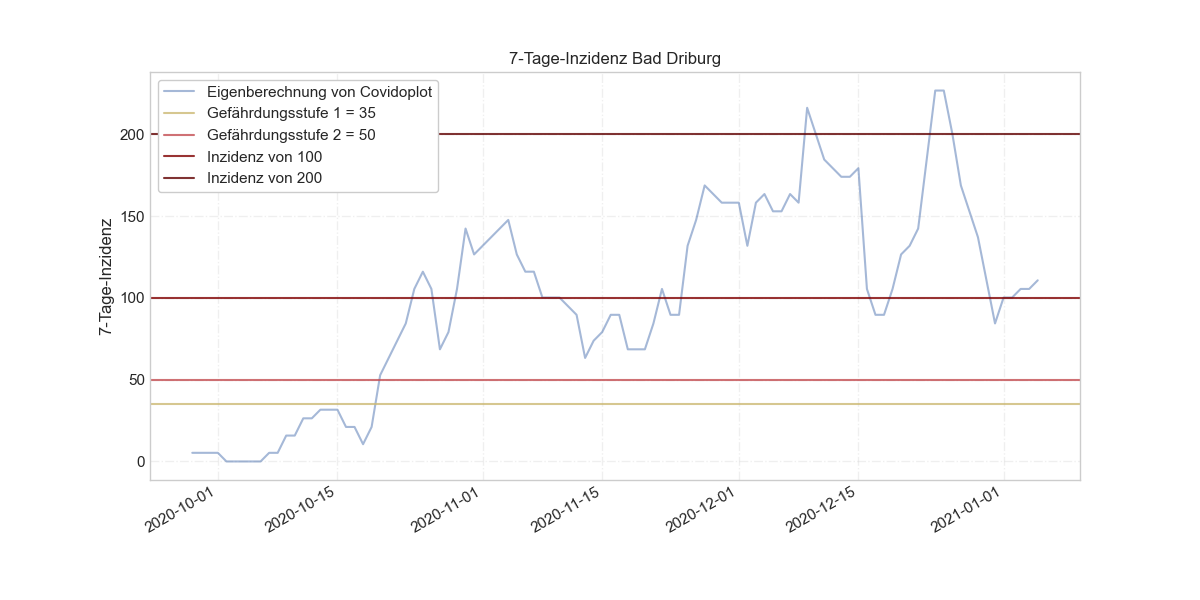 7-Tage-Inzidenz Bad Driburg
Eigenberechnung von Covidoplot
Gefährdungsstufe 1 = 35
Gefährdungsstufe 2 = 50
Inzidenz von 100
Inzidenz von 200
7-Tage-Inzidenz
200
150
100
50
0
2020-10-01
2020-10-15
2020-11-01
2020-11-15
2020-12-01
2020-12-15
2021-01-01